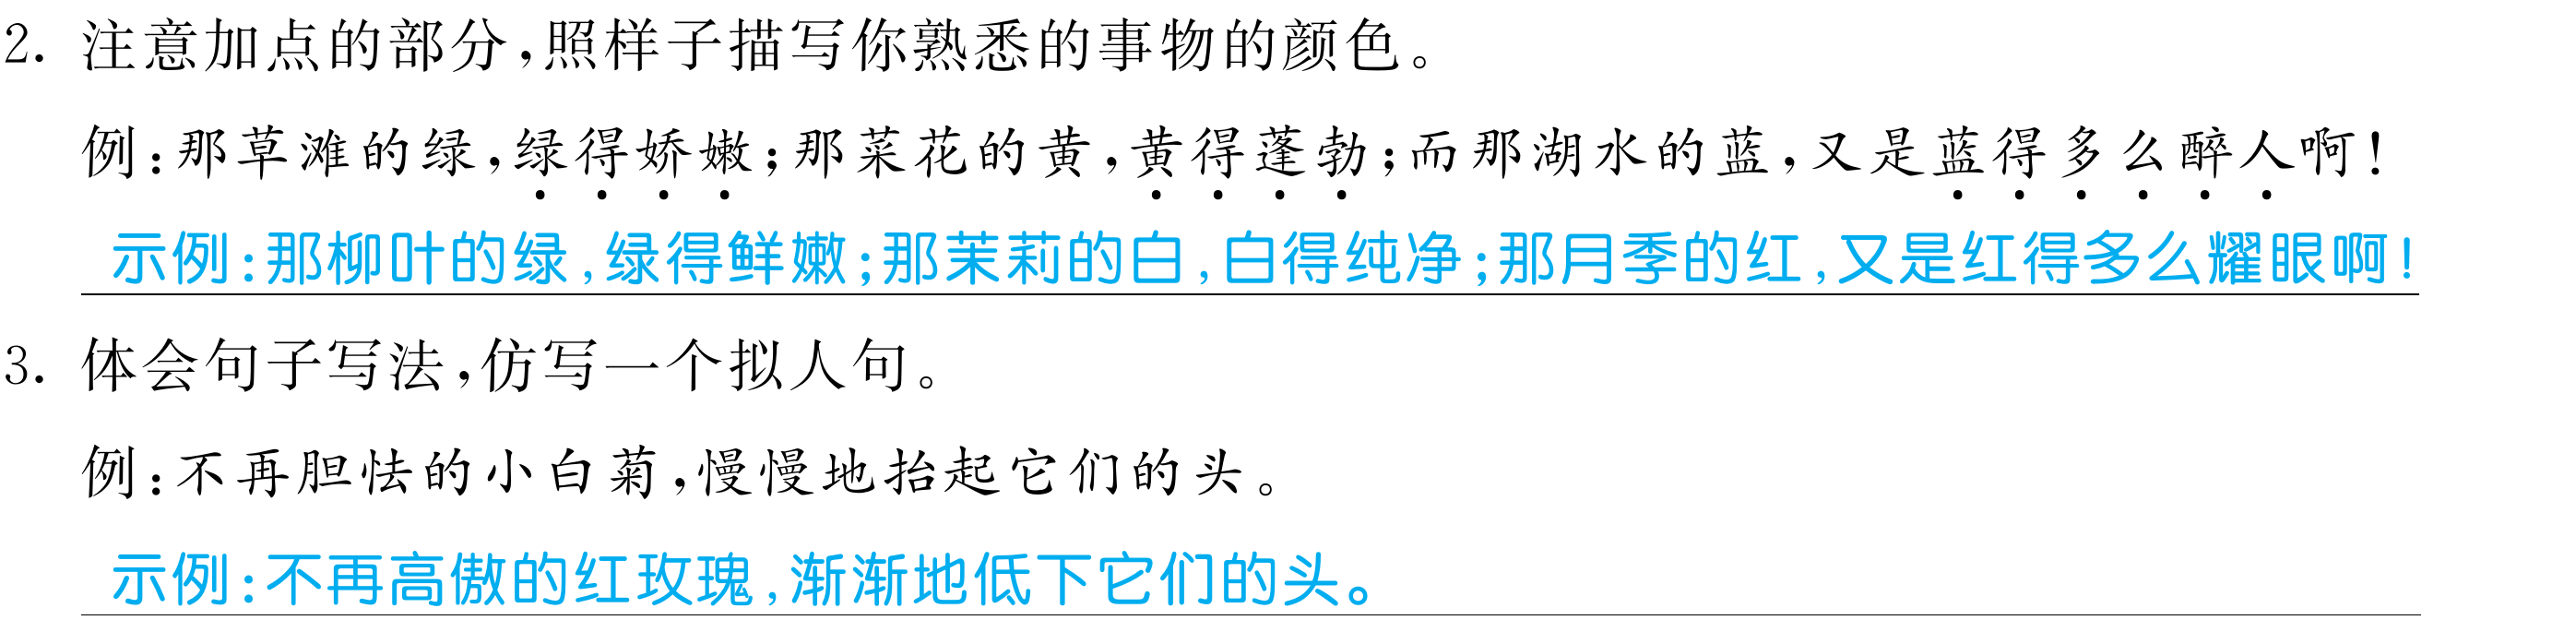 2. 注意加点的部分,照样子描写你熟悉的事物的颜色。
例:那草滩的绿,绿得娇嫩;那菜花的黄,黄得蓬勃;而那湖水的蓝,又是蓝得多么醉人啊!
示例:那柳叶的绿,绿得鲜嫩;那茉莉的白,白得纯净;那月季的红,又是红得多么耀眼啊!
3. 体会句子写法,仿写一个拟人句。
例:不再胆怯的小白菊,慢慢地抬起它们的头。
示例:不再高傲的红玫瑰,渐渐地低下它们的头。